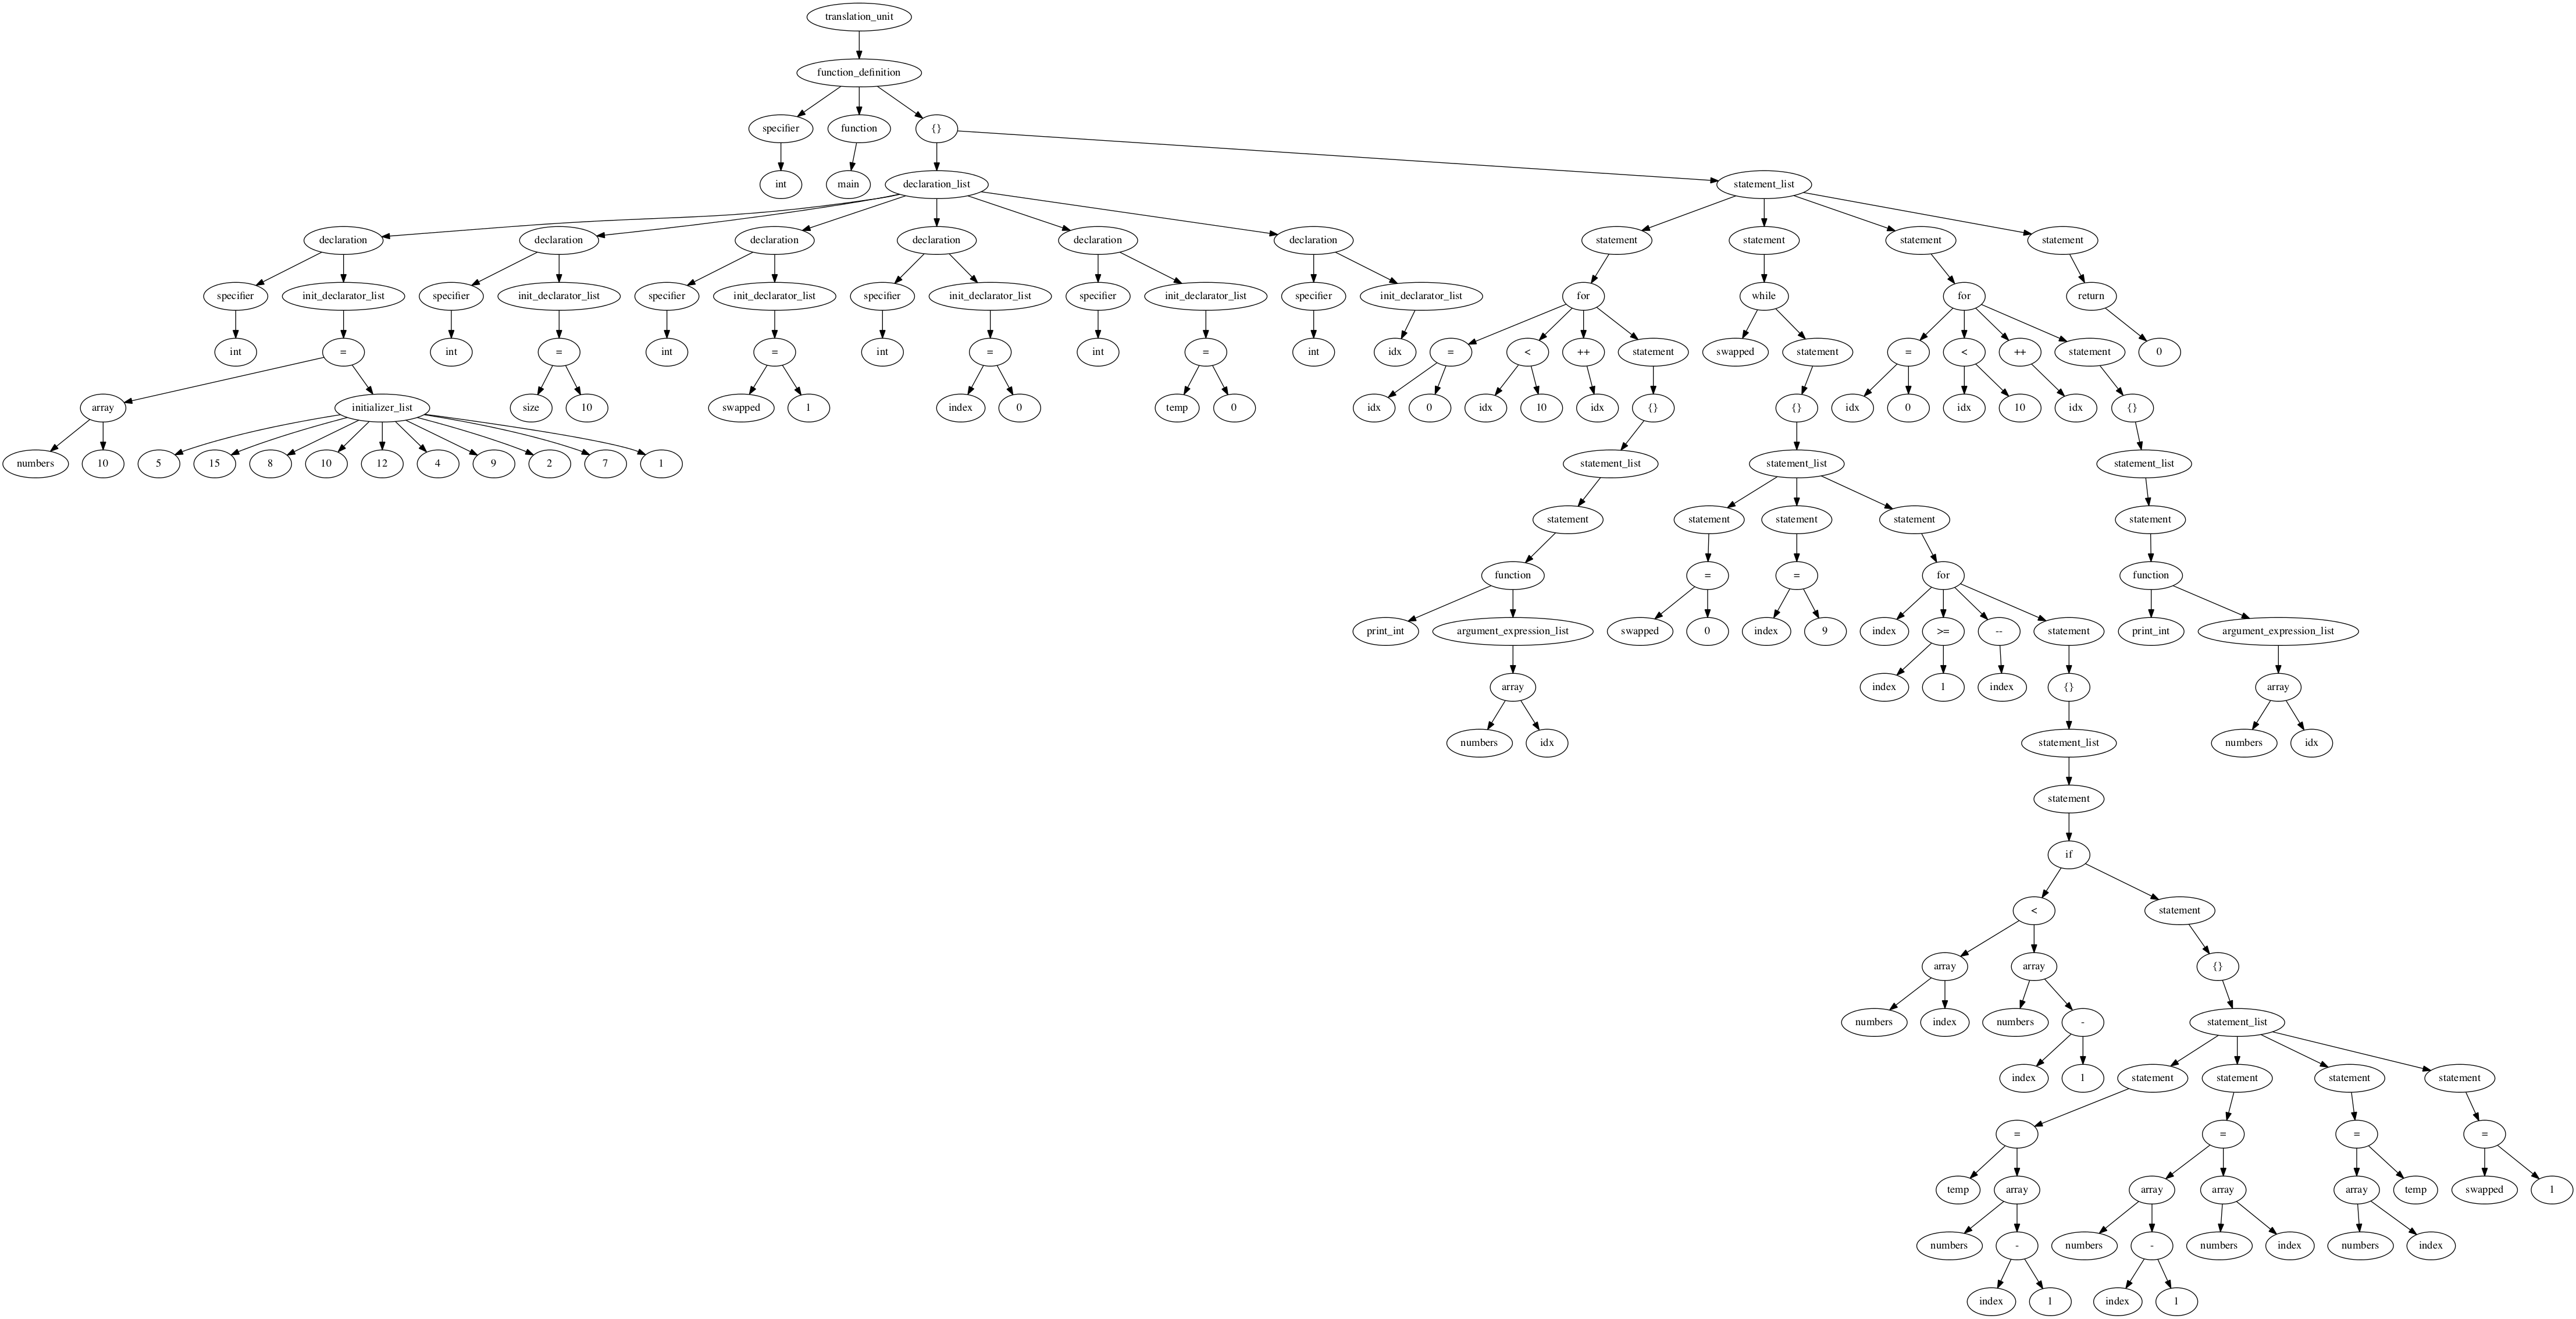 translation_unit
function_definition
specifier function {}
int main declaration_list statement_list
declaration declaration declaration declaration declaration declaration statement statement statement statement
specifier init_declarator_list specifier init_declarator_list specifier init_declarator_list specifier init_declarator_list specifier init_declarator_list specifier init_declarator_list for while for return
int = int = int = int = int = int idx = < ++ statement swapped statement = < ++ statement 0
array initializer_list size 10 swapped 1 index 0 temp 0 idx 0 idx 10 idx {} {} idx 0 idx 10 idx {}
numbers 10 5 15 8 10 12 4 9 2 7 1 statement_list statement_list statement_list
statement statement statement statement statement
function = = for function
print_int argument_expression_list swapped 0 index 9 index >= -- statement print_int argument_expression_list
array index 1 index {} array
numbers idx statement_list numbers idx
statement
if
< statement
array array {}
numbers index numbers - statement_list
index 1 statement statement statement statement
= = = =
temp array array array array temp swapped 1
numbers - numbers - numbers index numbers index
index 1 index 1